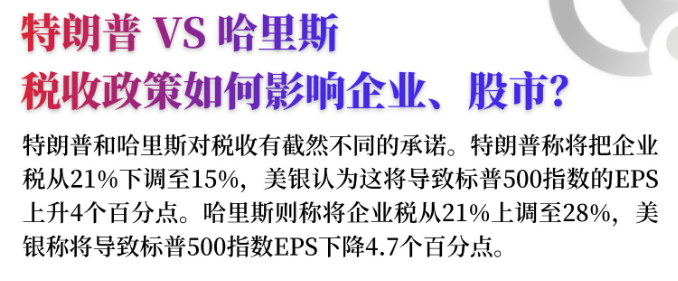 特朗普 VS 哈里斯
税收政策如何影响企业、股市？
特朗普和哈里斯对税收有截然不同的承诺。特朗普称将把企业
税从21%下调至15%，美银认为这将导致标普500指数的EPS
上升4个百分点。哈里斯则称将企业税从21%上调至28%，美
银称将导致标普500指数EPS下降4.7个百分点。